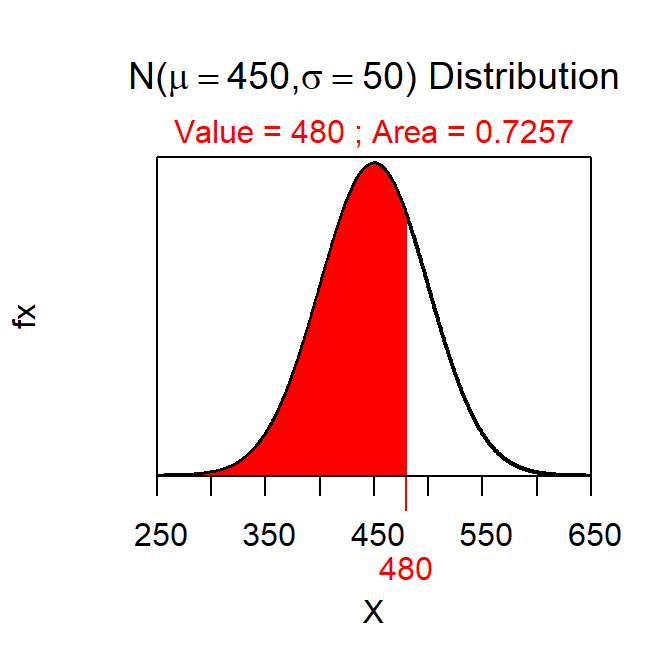 N(μ = 450,σ = 50) Distribution
Value = 480 ; Area = 0.7257
fx
250 350 450 550 650
480
X